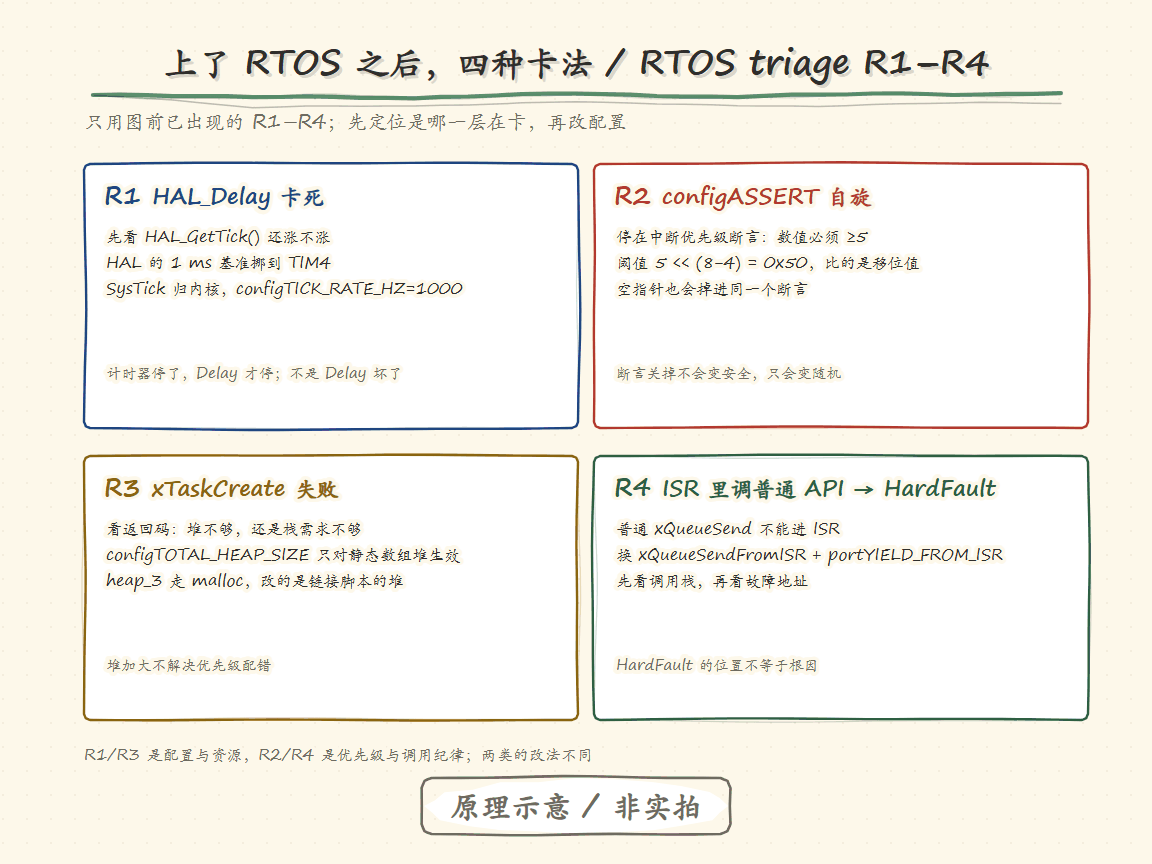 上了 RTOS 之后，四种卡法 / RTOS triage R1–R4
只用图前已出现的 R1–R4；先定位是哪一层在卡，再改配置
R1 HAL_Delay 卡死
先看 HAL_GetTick() 还涨不涨
HAL 的 1 ms 基准挪到 TIM4
SysTick 归内核，configTICK_RATE_HZ=1000
计时器停了，Delay 才停；不是 Delay 坏了
R2 configASSERT 自旋
停在中断优先级断言：数值必须 ≥5
阈值 5 << (8-4) = 0x50，比的是移位值
空指针也会掉进同一个断言
断言关掉不会变安全，只会变随机
R3 xTaskCreate 失败
看返回码：堆不够，还是栈需求不够
configTOTAL_HEAP_SIZE 只对静态数组堆生效
heap_3 走 malloc，改的是链接脚本的堆
堆加大不解决优先级配错
R4 ISR 里调普通 API → HardFault
普通 xQueueSend 不能进 ISR
换 xQueueSendFromISR + portYIELD_FROM_ISR
先看调用栈，再看故障地址
HardFault 的位置不等于根因
R1/R3 是配置与资源，R2/R4 是优先级与调用纪律；两类的改法不同
原理示意 / 非实拍